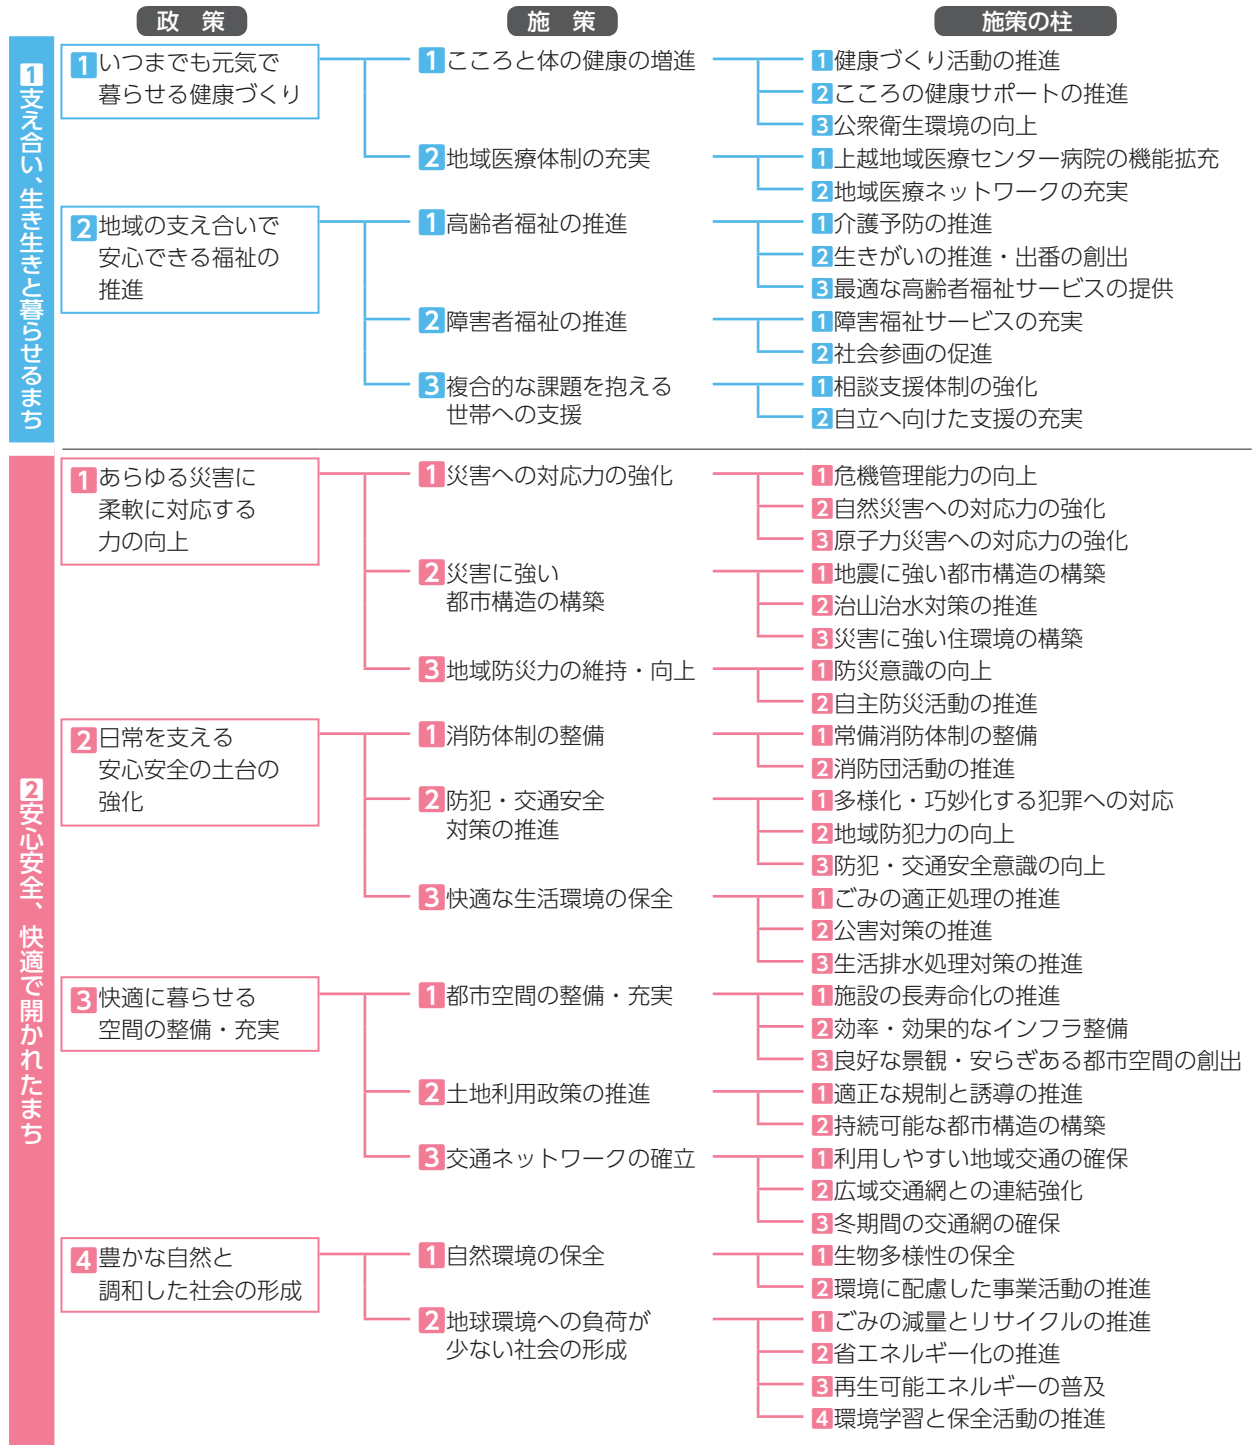 政 策
施 策
施策の柱
1 支え合い、生き生きと暮らせるまち
1 いつまでも元気で
暮らせる健康づくり
1 こころと体の健康の増進
1 健康づくり活動の推進
2 こころの健康サポートの推進
3 公衆衛生環境の向上
2 地域医療体制の充実
1 上越地域医療センター病院の機能拡充
2 地域医療ネットワークの充実
2 地域の支え合いで
安心できる福祉の
推進
1 高齢者福祉の推進
1 介護予防の推進
2 生きがいの推進・出番の創出
3 最適な高齢者福祉サービスの提供
2 障害者福祉の推進
1 障害福祉サービスの充実
2 社会参画の促進
3 複合的な課題を抱える
世帯への支援
1 相談支援体制の強化
2 自立へ向けた支援の充実
2 安心安全、快適で開かれたまち
1 あらゆる災害に
柔軟に対応する
力の向上
1 災害への対応力の強化
1 危機管理能力の向上
2 自然災害への対応力の強化
3 原子力災害への対応力の強化
2 災害に強い
都市構造の構築
1 地震に強い都市構造の構築
2 治山治水対策の推進
3 災害に強い住環境の構築
3 地域防災力の維持・向上
1 防災意識の向上
2 自主防災活動の推進
2 日常を支える
安心安全の土台の
強化
1 消防体制の整備
1 常備消防体制の整備
2 消防団活動の推進
2 防犯・交通安全
対策の推進
1 多様化・巧妙化する犯罪への対応
2 地域防犯力の向上
3 防犯・交通安全意識の向上
3 快適な生活環境の保全
1 ごみの適正処理の推進
2 公害対策の推進
3 生活排水処理対策の推進
3 快適に暮らせる
空間の整備・充実
1 都市空間の整備・充実
1 施設の長寿命化の推進
2 効率・効果的なインフラ整備
3 良好な景観・安らぎある都市空間の創出
2 土地利用政策の推進
1 適正な規制と誘導の推進
2 持続可能な都市構造の構築
3 交通ネットワークの確立
1 利用しやすい地域交通の確保
2 広域交通網との連結強化
3 冬期間の交通網の確保
4 豊かな自然と
調和した社会の形成
1 自然環境の保全
1 生物多様性の保全
2 環境に配慮した事業活動の推進
2 地球環境への負荷が
少ない社会の形成
1 ごみの減量とリサイクルの推進
2 省エネルギー化の推進
3 再生可能エネルギーの普及
4 環境学習と保全活動の推進